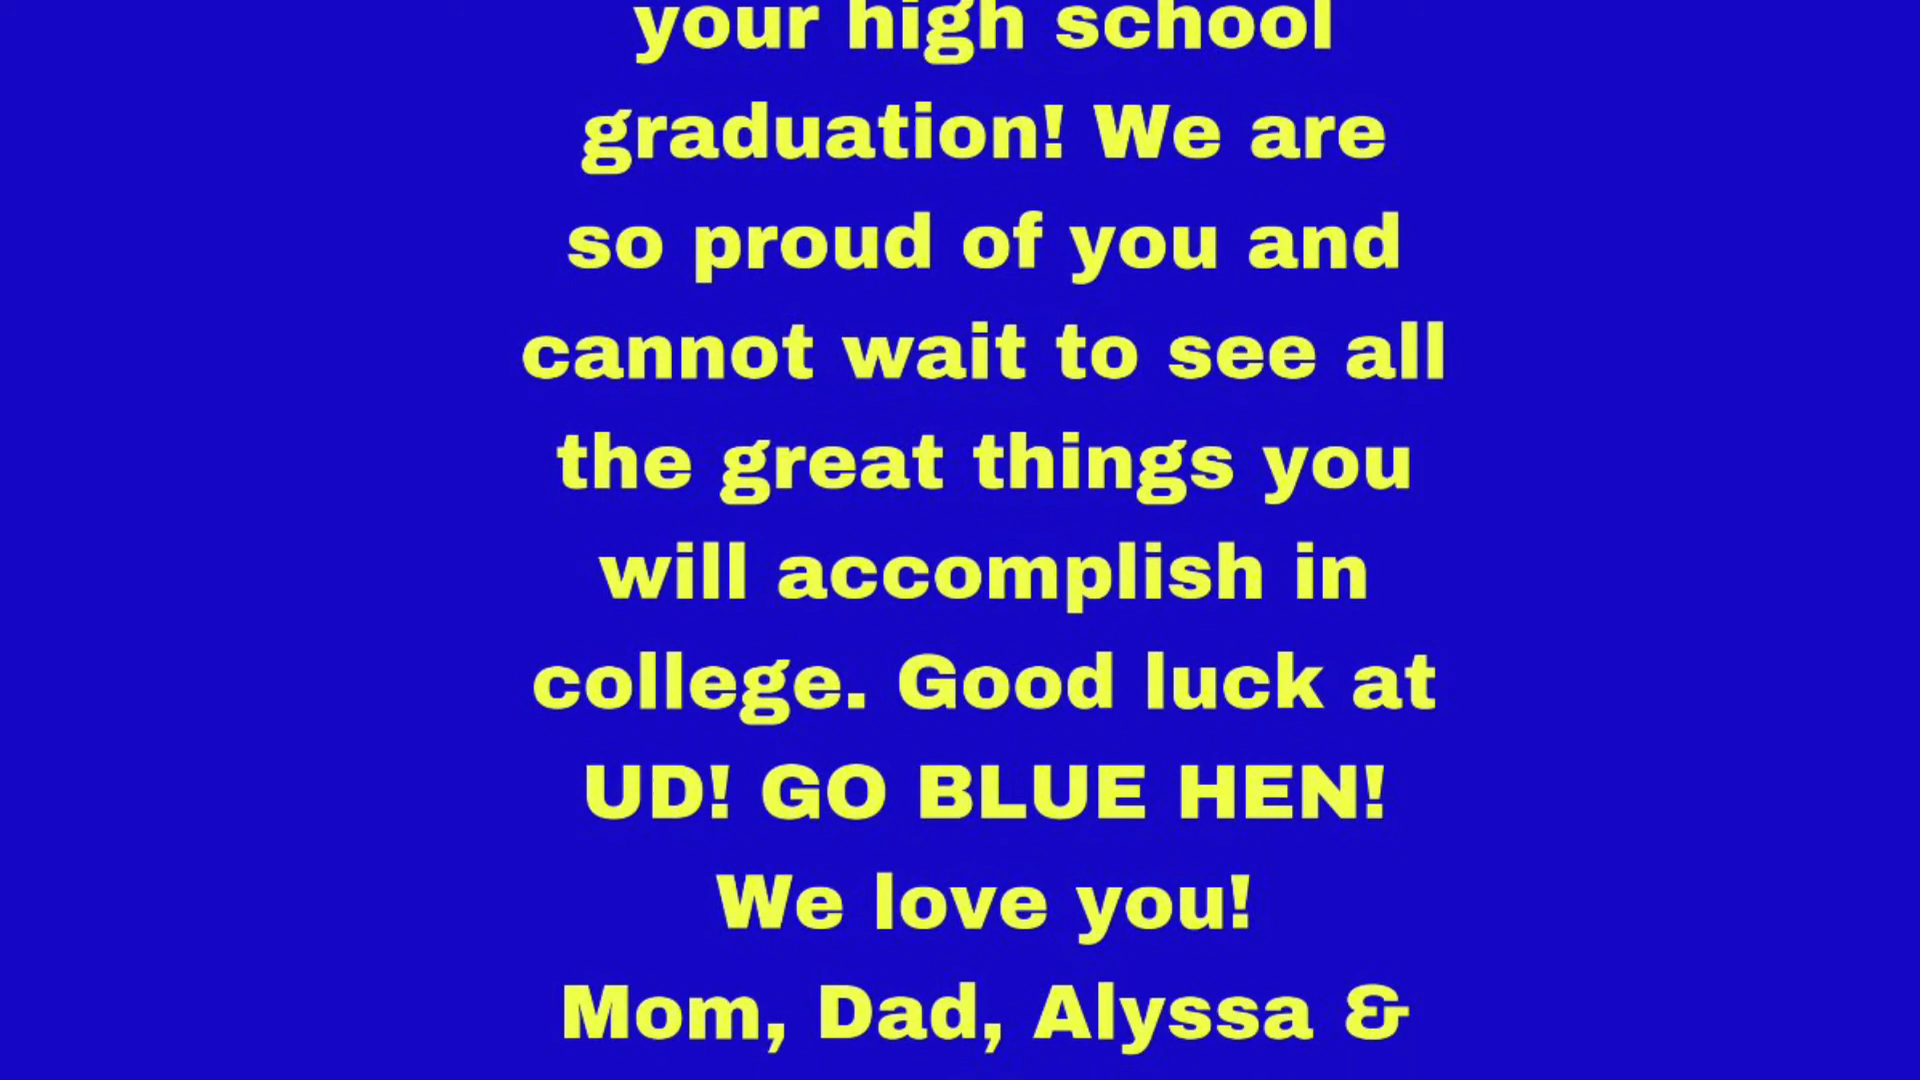 your high school
graduation! We are
so proud of you and
cannot wait to see all
the great things you
will accomplish in
college. Good luck at
UD! GO BLUE HEN!
We love you!
Mom, Dad, Alyssa &